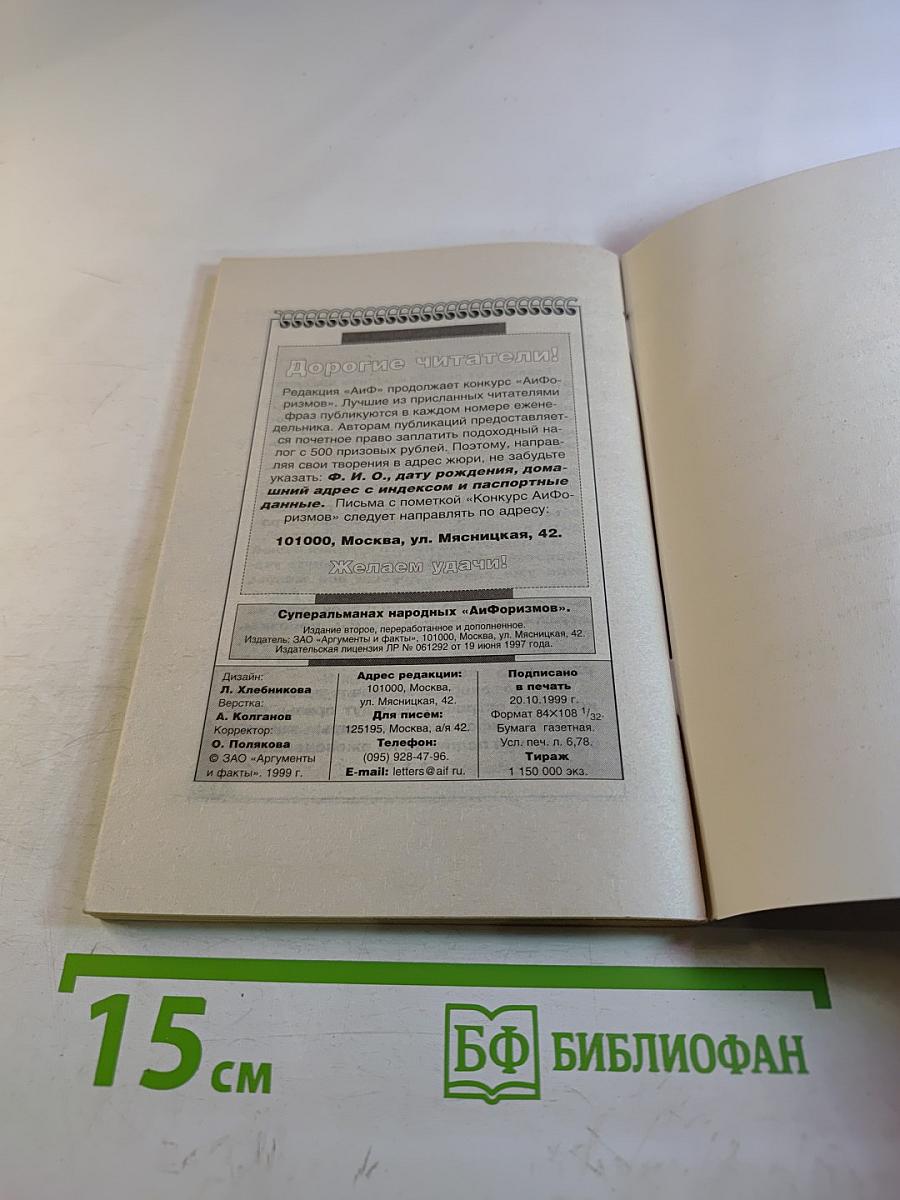 Дорогие читатели!
Редакция «АиФ» продолжает конкурс «АиФо-
ризмов». Лучшие из присланных читателями
фраз публикуются в каждом номере ежене-
дельника. Авторам публикаций предоставляет-
ся почетное право заплатить подоходный на-
лог с 500 призовых рублей. Поэтому, направ-
ляя свои творения в адрес жюри, не забудьте
указать: Ф. И. О., дату рождения, дома-
шний адрес с индексом и паспортные
данные. Письма с пометкой «Конкурс АиФо-
ризмов» следует направлять по адресу:
101000, Москва, ул. Мясницкая, 42.
Желаем удачи!
Суперальманах народных «АиФоризмов».
Издание второе, переработанное и дополненное.
Издатель: ЗАО «Аргументы и факты». 101000, Москва, ул. Мясницкая, 42.
Издательская лицензия ЛР № 061292 от 19 июня 1997 года.
Дизайн:
Л. Хлебникова
Верстка:
А. Колганов
Корректор:
О. Полякова
© ЗАО «Аргументы
и факты». 1999 г.
Адрес редакции:
101000, Москва,
ул. Мясницкая, 42.
Для писем:
125195, Москва, а/я 42.
Телефон:
(095) 928-47-96.
E-mail: letters@aif ru.
Подписано
в печать
20.10.1999 г.
Формат 84×108 1/32.
Бумага газетная.
Усл. печ. л. 6,78.
Тираж
1 150 000 экз.
15 см
БФ БИБЛИОФАН